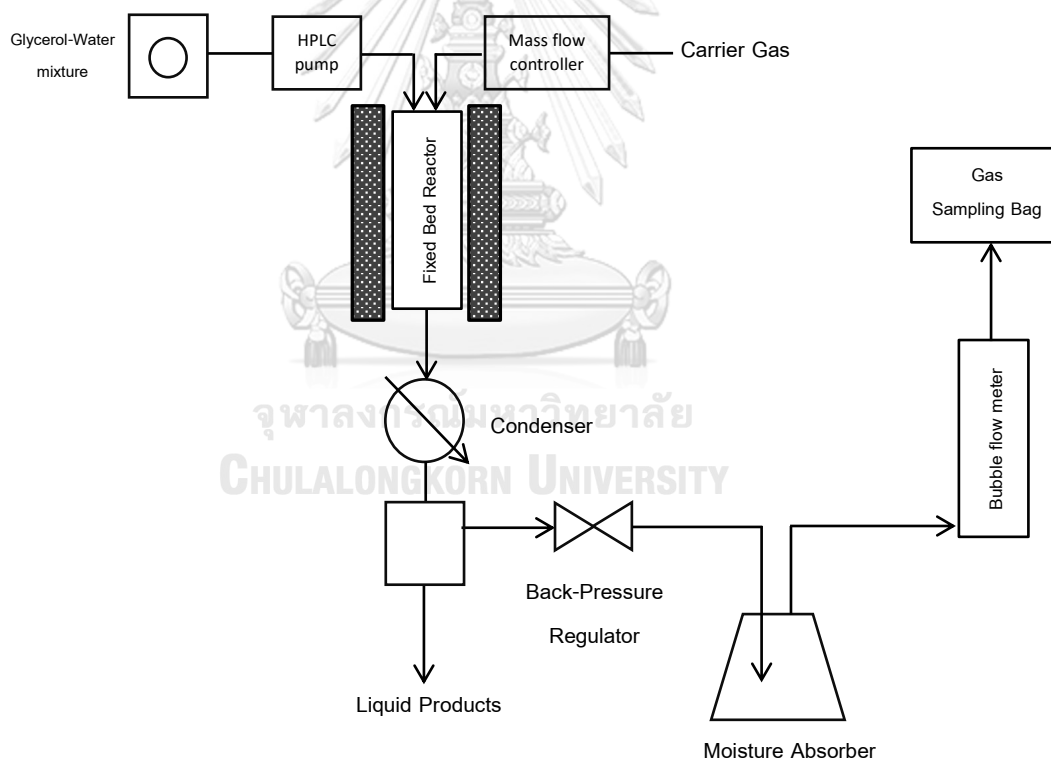 Glycerol-Water
mixture
HPLC
pump
Mass flow
controller
Carrier Gas
Fixed Bed Reactor
Gas
Sampling Bag
Bubble flow meter
Condenser
จุฬาลงกรณ์มหาวิทยาลัย
CHULALONGKORN UNIVERSITY
Back-Pressure
Regulator
Liquid Products
Moisture Absorber